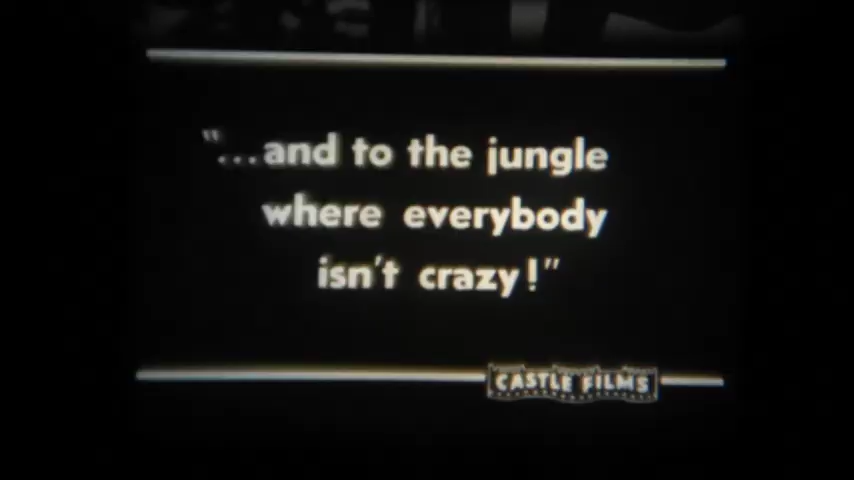 "...and to the jungle
where everybody
isn't crazy!"
CASTLE FILMS